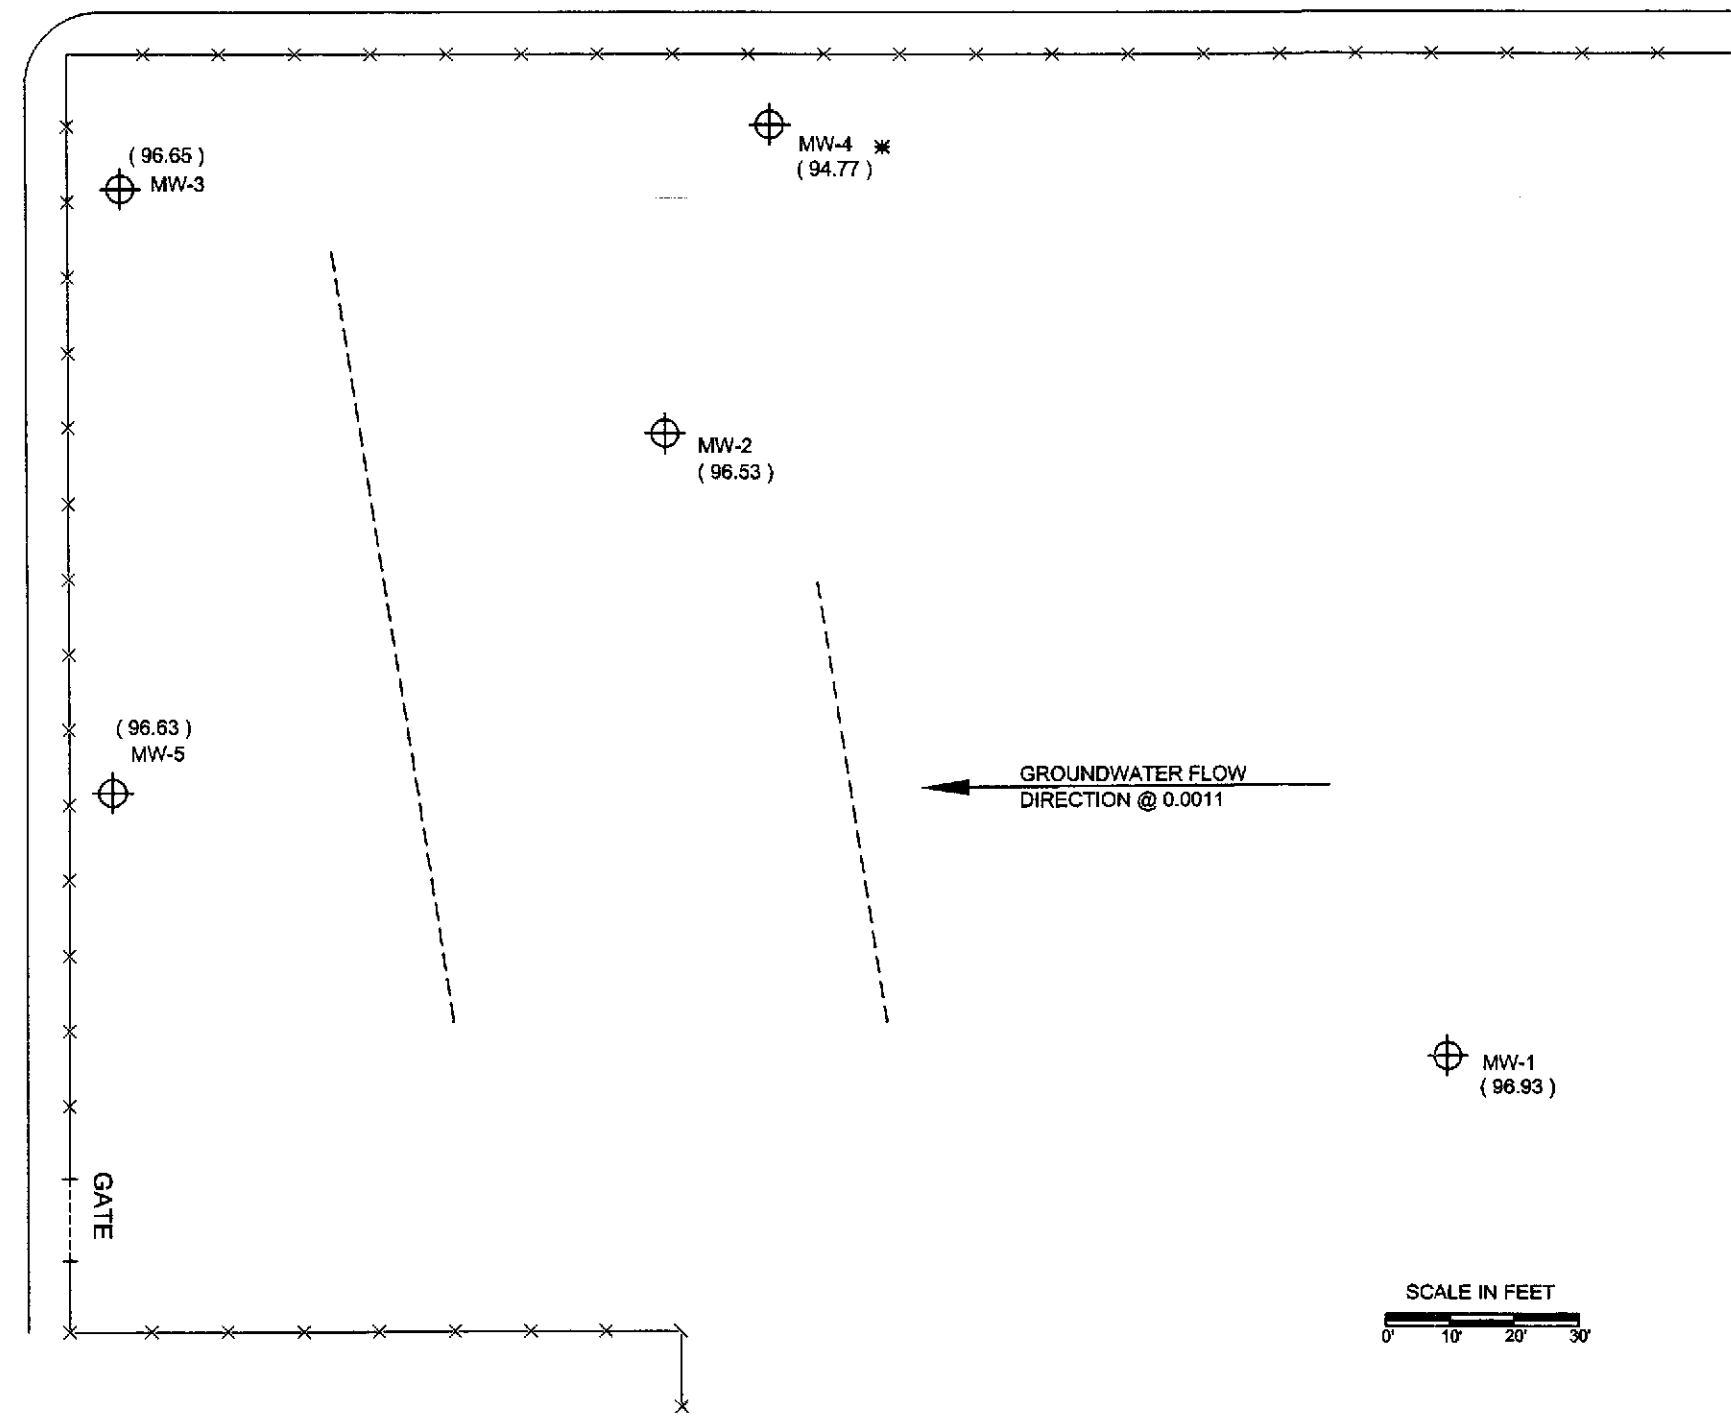 ( 96.65 )
MW-3
MW-4 *
( 94.77 )
MW-2
( 96.53 )
( 96.63 )
MW-5
GROUNDWATER FLOW
DIRECTION @ 0.0011
MW-1
( 96.93 )
GATE
SCALE IN FEET
0' 10' 20' 30'